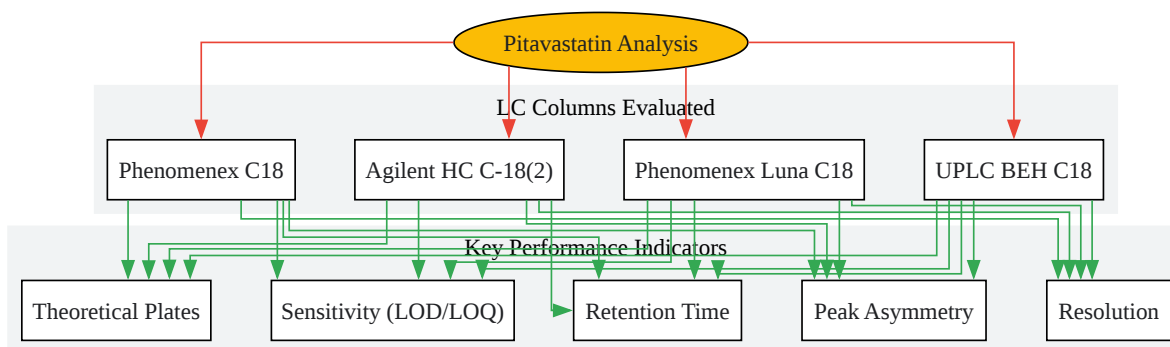 Pitavastatin Analysis
LC Columns Evaluated
Phenomenex C18
Agilent HC C-18(2)
Phenomenex Luna C18
UPLC BEH C18
Key Performance Indicators
Theoretical Plates
Sensitivity (LOD/LOQ)
Retention Time
Peak Asymmetry
Resolution